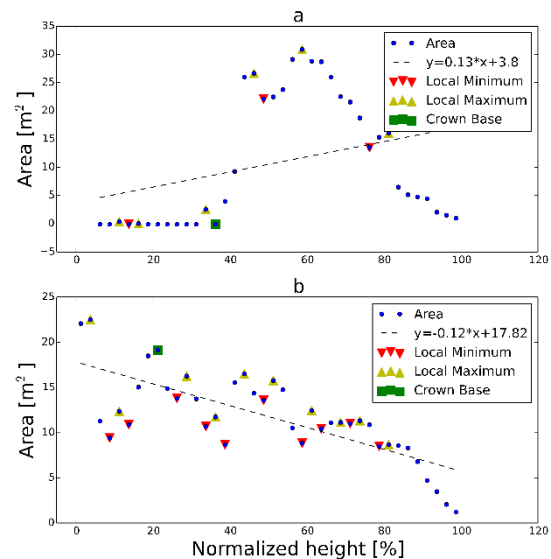 a
35
30
25
20
15
10
5
0
−5
Area [m²]
Area
y=0.13*x+3.8
Local Minimum
Local Maximum
Crown Base
0 20 40 60 80 100 120
b
25
20
15
10
5
0
Area [m²]
Area
y=-0.12*x+17.82
Local Minimum
Local Maximum
Crown Base
0 20 40 60 80 100 120
Normalized height [%]